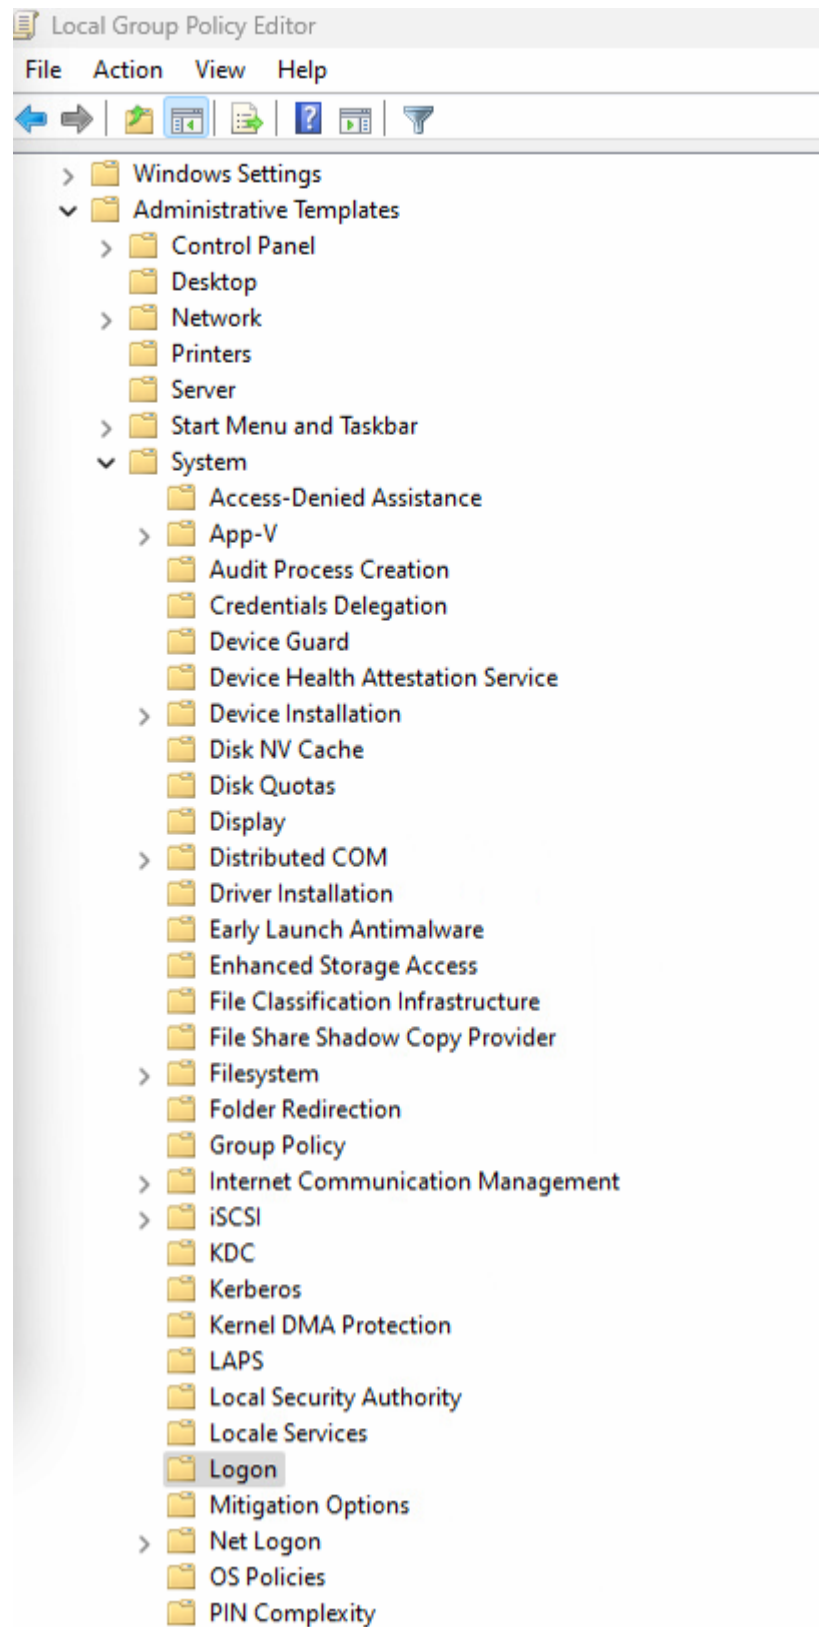 Local Group Policy Editor
File Action View Help
Windows Settings
Administrative Templates
Control Panel
Desktop
Network
Printers
Server
Start Menu and Taskbar
System
Access-Denied Assistance
App-V
Audit Process Creation
Credentials Delegation
Device Guard
Device Health Attestation Service
Device Installation
Disk NV Cache
Disk Quotas
Display
Distributed COM
Driver Installation
Early Launch Antimalware
Enhanced Storage Access
File Classification Infrastructure
File Share Shadow Copy Provider
Filesystem
Folder Redirection
Group Policy
Internet Communication Management
iSCSI
KDC
Kerberos
Kernel DMA Protection
LAPS
Local Security Authority
Locale Services
Logon
Mitigation Options
Net Logon
OS Policies
PIN Complexity